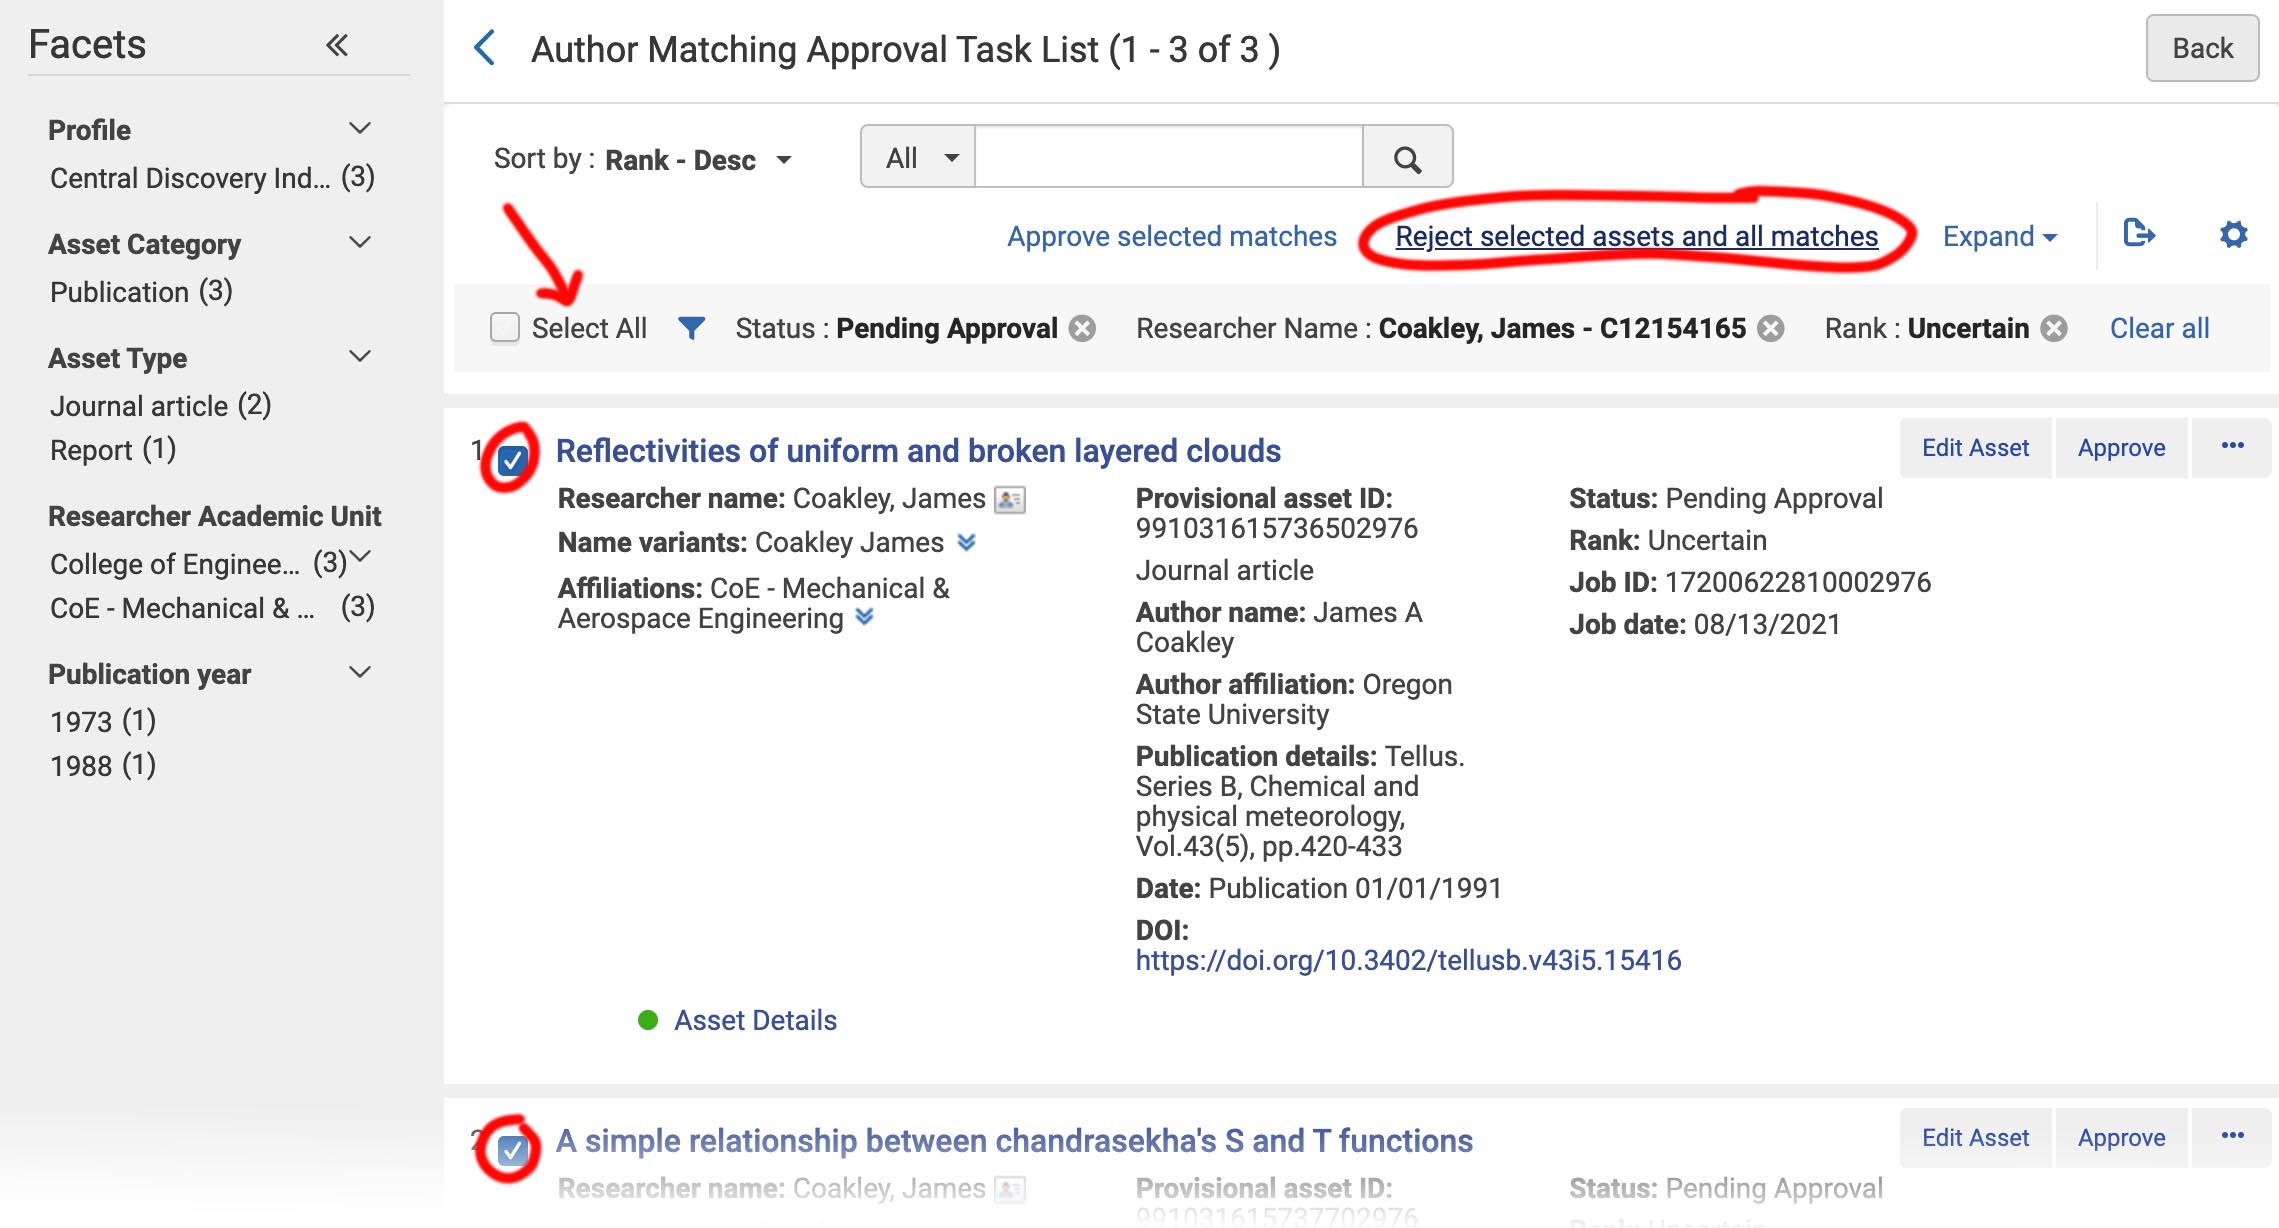 Facets
Profile
Central Discovery Ind... (3)
Asset Category
Publication (3)
Asset Type
Journal article (2)
Report (1)
Researcher Academic Unit
College of Enginee... (3)
CoE - Mechanical & ... (3)
Publication year
1973 (1)
1988 (1)
Author Matching Approval Task List (1 - 3 of 3 )
Back
Sort by : Rank - Desc
All
Approve selected matches
Reject selected assets and all matches
Expand
Select All
Status : Pending Approval
Researcher Name : Coakley, James - C12154165
Rank : Uncertain
Clear all
1
Reflectivities of uniform and broken layered clouds
Edit Asset
Approve
Researcher name: Coakley, James
Name variants: Coakley James
Affiliations: CoE - Mechanical &
Aerospace Engineering
Provisional asset ID:
991031615736502976
Journal article
Author name: James A
Coakley
Author affiliation: Oregon
State University
Publication details: Tellus.
Series B, Chemical and
physical meteorology,
Vol.43(5), pp.420-433
Date: Publication 01/01/1991
DOI:
https://doi.org/10.3402/tellusb.v43i5.15416
Status: Pending Approval
Rank: Uncertain
Job ID: 17200622810002976
Job date: 08/13/2021
Asset Details
2
A simple relationship between chandrasekha's S and T functions
Edit Asset
Approve
Researcher name: Coakley, James
Provisional asset ID:
991031615737702976
Status: Pending Approval
Rank: Uncertain